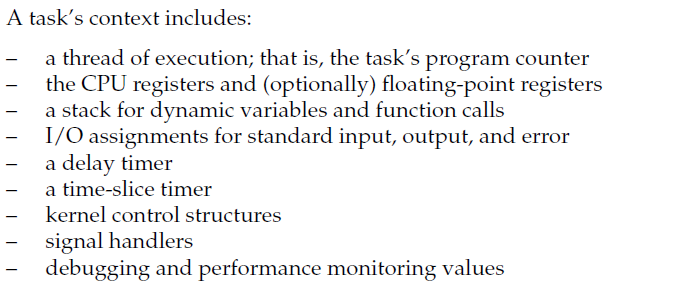 A task’s context includes:
– a thread of execution; that is, the task’s program counter
– the CPU registers and (optionally) floating-point registers
– a stack for dynamic variables and function calls
– I/O assignments for standard input, output, and error
– a delay timer
– a time-slice timer
– kernel control structures
– signal handlers
– debugging and performance monitoring values